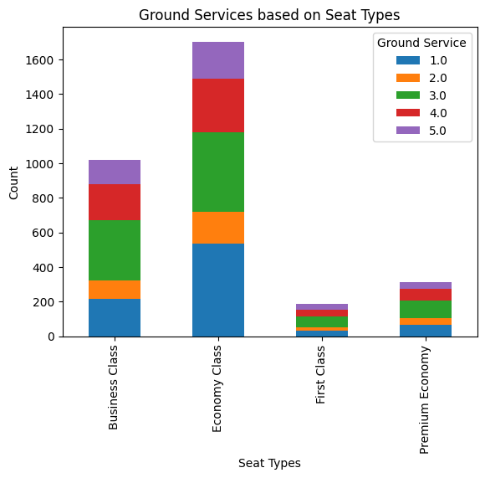 Ground Services based on Seat Types
Ground Service
1.0
2.0
3.0
4.0
5.0
1600
1400
1200
1000
800
600
400
200
0
Count
Business Class
Economy Class
First Class
Premium Economy
Seat Types